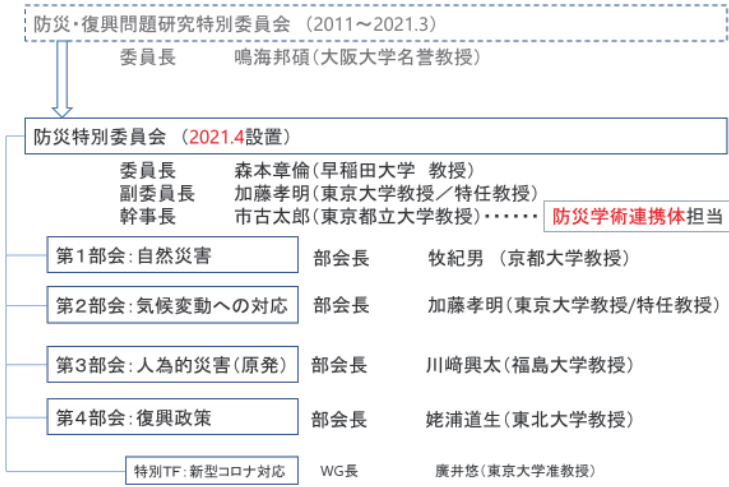 防災・復興問題研究特別委員会 （2011～2021.3）
委員長 鳴海邦碩（大阪大学名誉教授）
防災特別委員会 （2021.4設置）
委員長 森本章倫（早稲田大学 教授）
副委員長 加藤孝明（東京大学教授／特任教授）
幹事長 市古太郎（東京都立大学教授）‥‥‥ 防災学術連携体担当
第１部会：自然災害 部会長 牧紀男 （京都大学教授）
第２部会：気候変動への対応 部会長 加藤孝明（東京大学教授/特任教授）
第３部会：人為的災害（原発） 部会長 川﨑興太（福島大学教授）
第４部会：復興政策 部会長 姥浦道生（東北大学教授）
特別TF：新型コロナ対応 WG長 廣井悠（東京大学准教授）